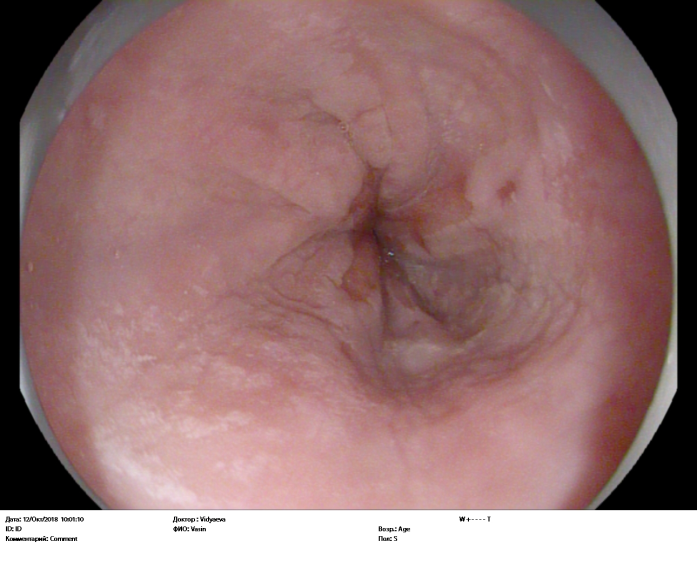 Дата: 12/Окт/2018 10:01:10 Доктор : Vidyaeva W +---- T
ID: ID ФИО: Vasin Возр.: Age
Комментарий: Comment Пол: S